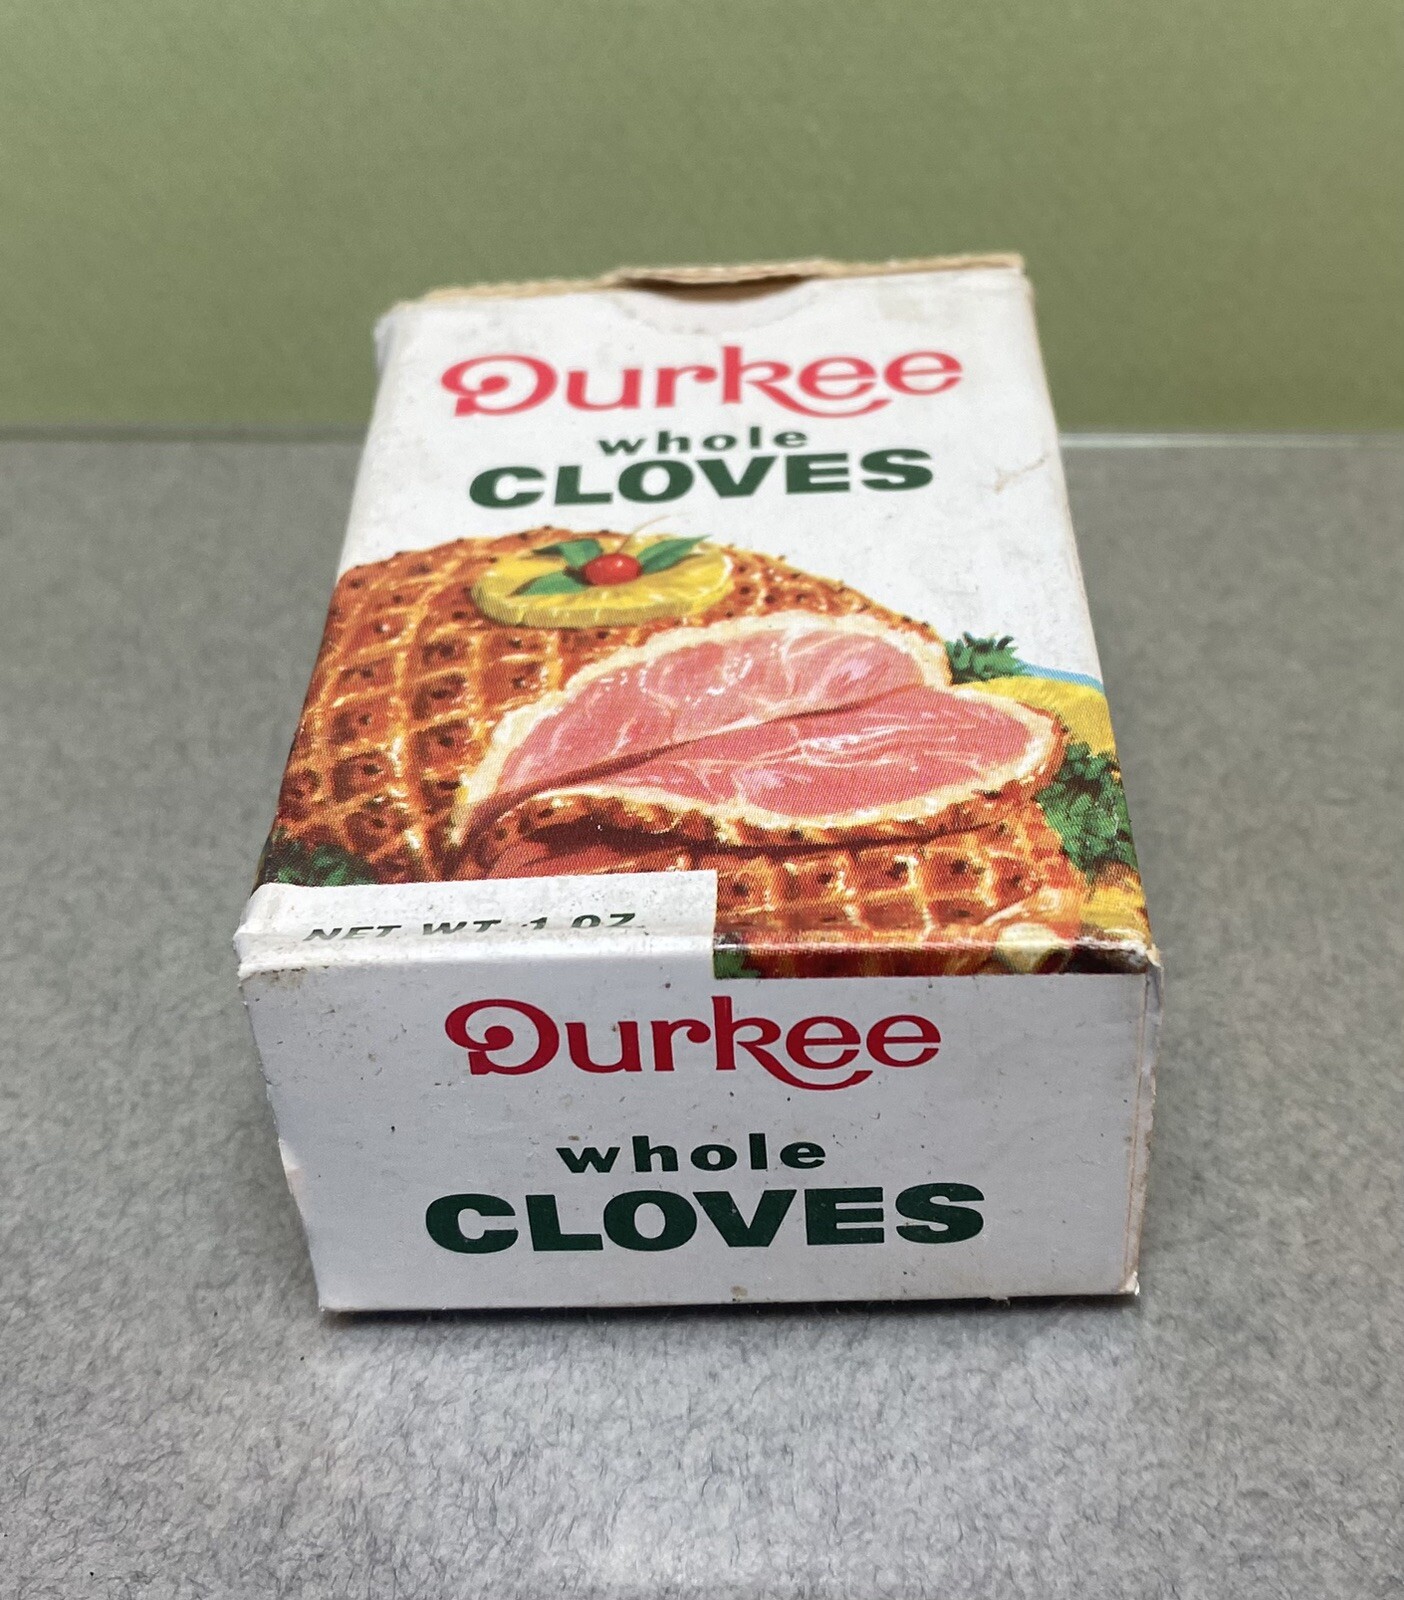 Durkee
whole
CLOVES
NET WT. 1 OZ.
Durkee
whole
CLOVES